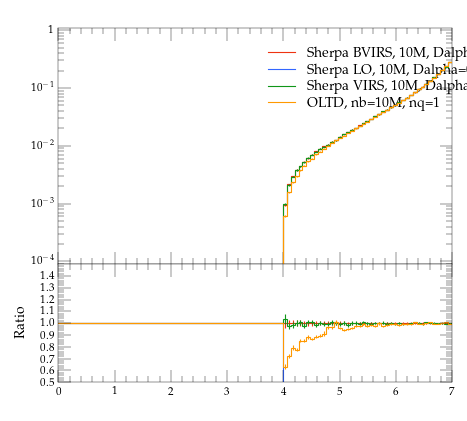 1
Sherpa BVIRS, 10M, Dalph
Sherpa LO, 10M, Dalpha=
Sherpa VIRS, 10M, Dalpha
OLTD, nb=10M, nq=1
10⁻¹
10⁻²
10⁻³
10⁻⁴
Ratio
1.4
1.3
1.2
1.1
1.0
0.9
0.8
0.7
0.6
0.5
0 1 2 3 4 5 6 7